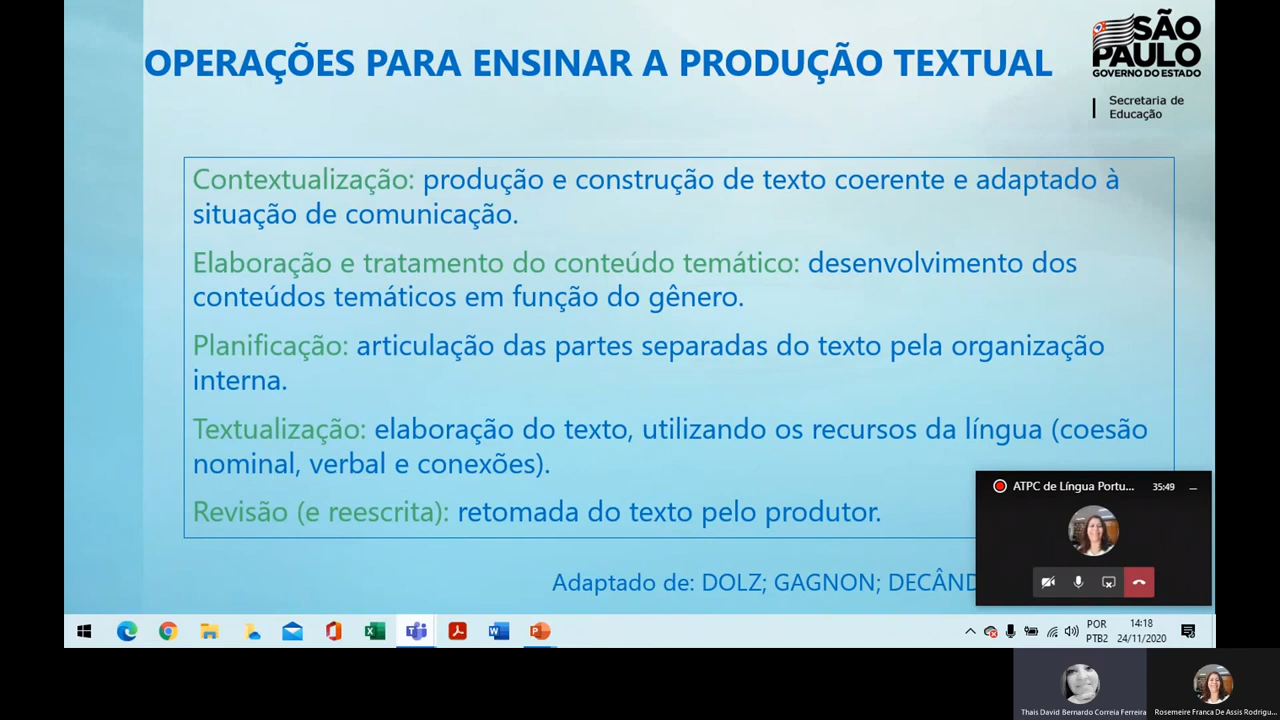 OPERAÇÕES PARA ENSINAR A PRODUÇÃO TEXTUAL
SÃO
PAULO
GOVERNO DO ESTADO
Secretaria de
Educação
Contextualização: produção e construção de texto coerente e adaptado à
situação de comunicação.
Elaboração e tratamento do conteúdo temático: desenvolvimento dos
conteúdos temáticos em função do gênero.
Planificação: articulação das partes separadas do texto pela organização
interna.
Textualização: elaboração do texto, utilizando os recursos da língua (coesão
nominal, verbal e conexões).
Revisão (e reescrita): retomada do texto pelo produtor.
Adaptado de: DOLZ; GAGNON; DECÂND
ATPC de Língua Portu... 35:49
POR
PTB2
14:18
24/11/2020
Thais David Bernardo Correia Ferreira
Rosemeire Franca De Assis Rodrigu...